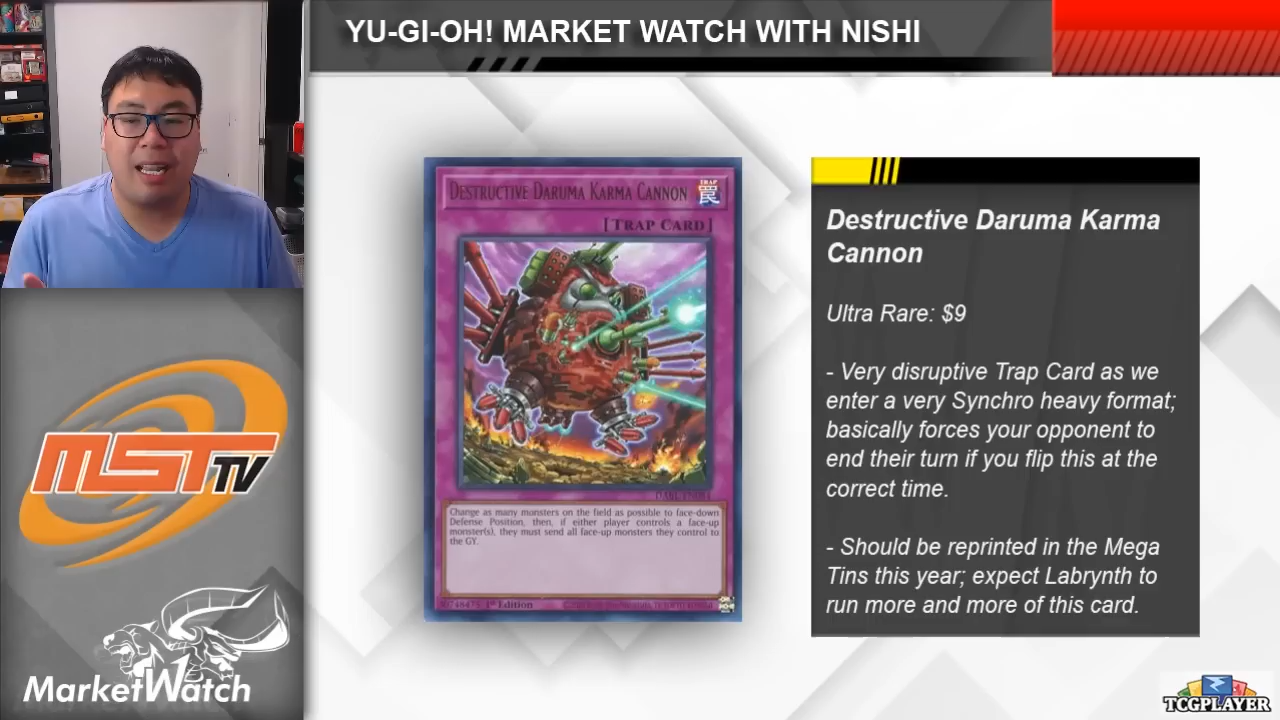 YU-GI-OH! MARKET WATCH WITH NISHI
DESTRUCTIVE DARUMA KARMA CANNON
TRAP
罠
[TRAP CARD]
Change as many monsters on the field as possible to face-down
Defense Position, then, if either player controls a face-up
monster(s), they must send all face-up monsters they control to
the GY.
1st Edition
Destructive Daruma Karma
Cannon
Ultra Rare: $9
- Very disruptive Trap Card as we
enter a very Synchro heavy format;
basically forces your opponent to
end their turn if you flip this at the
correct time.
- Should be reprinted in the Mega
Tins this year; expect Labrynth to
run more and more of this card.
MST TV
MarketWatch
TCGPLAYER